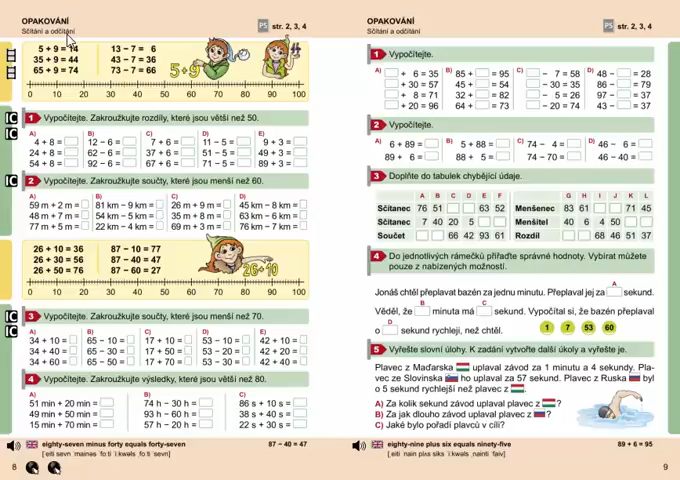 OPAKOVÁNÍ
Sčítání a odčítání
PS str. 2, 3, 4
5 + 9 = 14 13 − 7 = 6
35 + 9 = 44 43 − 7 = 36
65 + 9 = 74 73 − 7 = 66
5+9
0 10 20 30 40 50 60 70 80 90 100
1 Vypočítejte. Zakroužkujte rozdíly, které jsou větší než 50.
A) B) C) D) E)
4 + 8 = 12 − 6 = 7 + 6 = 11 − 5 = 9 + 3 =
24 + 8 = 62 − 6 = 37 + 6 = 51 − 5 = 49 + 3 =
54 + 8 = 92 − 6 = 67 + 6 = 71 − 5 = 89 + 3 =
2 Vypočítejte. Zakroužkujte součty, které jsou menší než 60.
A) B) C) D)
59 m + 2 m = 81 km − 9 km = 26 m + 9 m = 45 km − 8 km =
48 m + 7 m = 54 km − 5 km = 35 m + 8 m = 63 km − 6 km =
77 m + 5 m = 22 km − 4 km = 69 m + 3 m = 76 km − 7 km =
26 + 10 = 36 87 − 10 = 77
26 + 30 = 56 87 − 40 = 47
26 + 50 = 76 87 − 60 = 27
26+10
0 10 20 30 40 50 60 70 80 90 100
3 Vypočítejte. Zakroužkujte součty, které jsou menší než 70.
A) B) C) D) E)
34 + 10 = 65 − 10 = 17 + 10 = 53 − 10 = 42 + 10 =
34 + 40 = 65 − 30 = 17 + 50 = 53 − 20 = 42 + 20 =
34 + 60 = 65 − 50 = 17 + 70 = 53 − 30 = 42 + 40 =
4 Vypočítejte. Zakroužkujte výsledky, které jsou větší než 80.
A) B) C)
51 min + 20 min = 74 h − 30 h = 86 s + 10 s =
49 min + 50 min = 93 h − 60 h = 38 s + 40 s =
15 min + 70 min = 57 h − 20 h = 22 s + 30 s =
eighty-seven minus forty equals forty-seven 87 − 40 = 47
8
OPAKOVÁNÍ
Sčítání a odčítání
PS str. 2, 3, 4
1 Vypočítejte.
A) + 6 = 35 B) 85 + = 95 C) − 7 = 58 D) 48 − = 28
+ 30 = 57 45 + = 54 − 30 = 35 86 − = 79
+ 8 = 71 32 + = 82 − 5 = 26 97 − = 37
+ 20 = 96 64 + = 73 − 20 = 74 43 − = 37
2 Vypočítejte.
A) 6 + 89 = B) 5 + 88 = C) 74 − 4 = D) 46 − 6 =
89 + 6 = 88 + 5 = 74 − 70 = 46 − 40 =
3 Doplňte do tabulek chybějící údaje.
A B C D E F G H I J K L
Sčítanec 76 51 63 52 Menšenec 83 61 71 45
Sčítanec 7 40 20 5 Menšitel 40 6 4 50
Součet 66 42 93 61 Rozdíl 68 46 51 37
4 Do jednotlivých rámečků přiřaďte správné hodnoty. Vybírat můžete
pouze z nabízených možností.
Jonáš chtěl přeplavat bazén za jednu minutu. Přeplaval jej za A sekund.
Věděl, že B minuta má C sekund. Vypočítal si, že bazén přeplaval
o D sekund rychleji, než chtěl. 1 7 53 60
5 Vyřešte slovní úlohy. K zadání vytvořte další úkoly a vyřešte je.
Plavec z Maďarska uplaval závod za 1 minutu a 4 sekundy. Pla-
vec ze Slovinska ho uplaval za 57 sekund. Plavec z Ruska byl
o 5 sekund rychlejší než plavec z .
A) Za kolik sekund závod uplaval plavec z ?
B) Za jak dlouho závod uplaval plavec z ?
C) Jaké bylo pořadí plavců v cíli?
eighty-nine plus six equals ninety-five 89 + 6 = 95
9